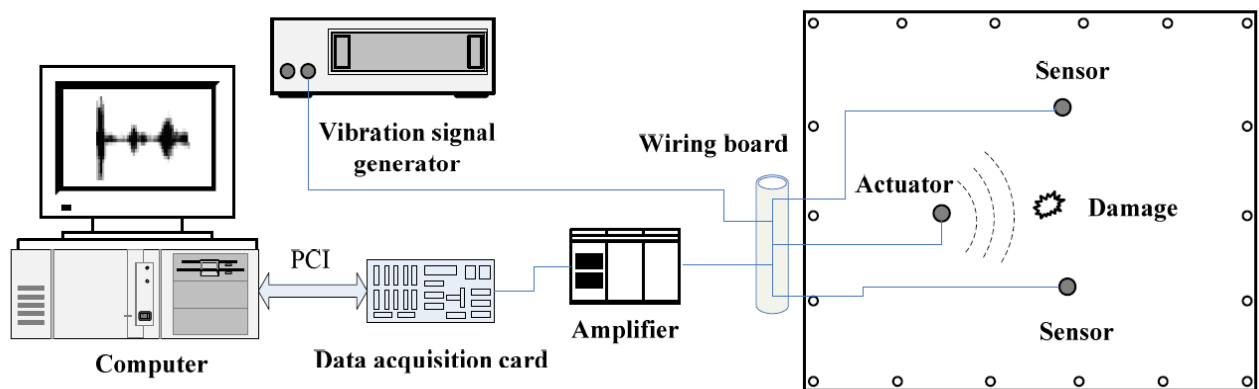 Sensor
Vibration signal
generator
Wiring board
Actuator
Damage
PCI
Amplifier
Sensor
Computer
Data acquisition card